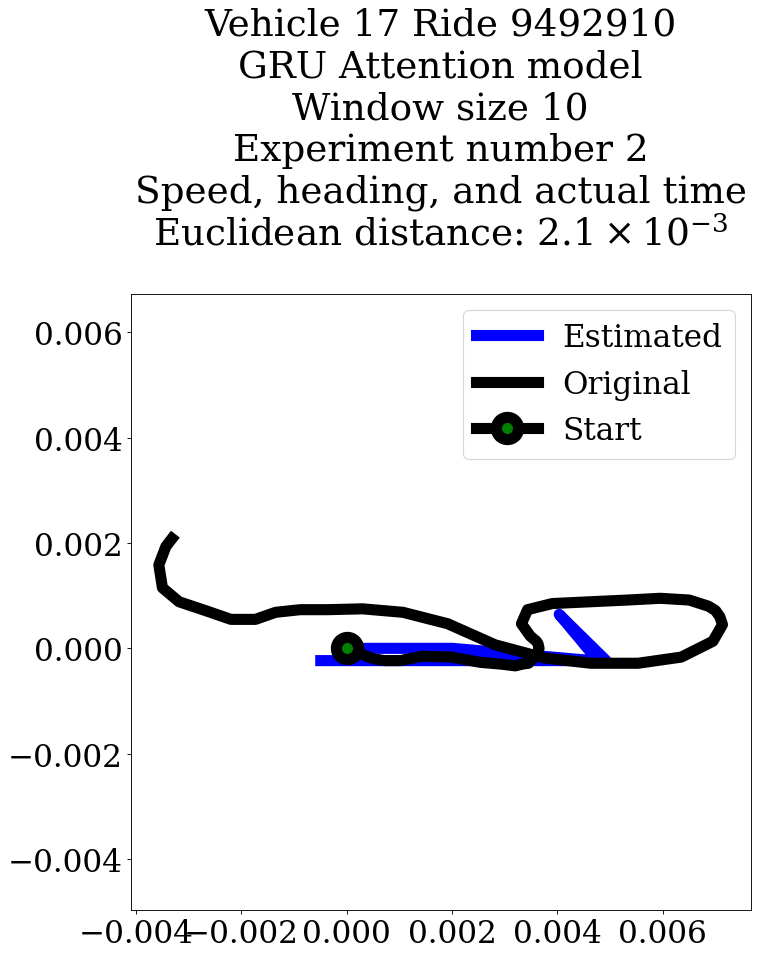 Vehicle 17 Ride 9492910
GRU Attention model
Window size 10
Experiment number 2
Speed, heading, and actual time
Euclidean distance: 2.1 × 10⁻³
Estimated
Original
Start
0.006
0.004
0.002
0.000
−0.002
−0.004
−0.004 −0.002 0.000 0.002 0.004 0.006